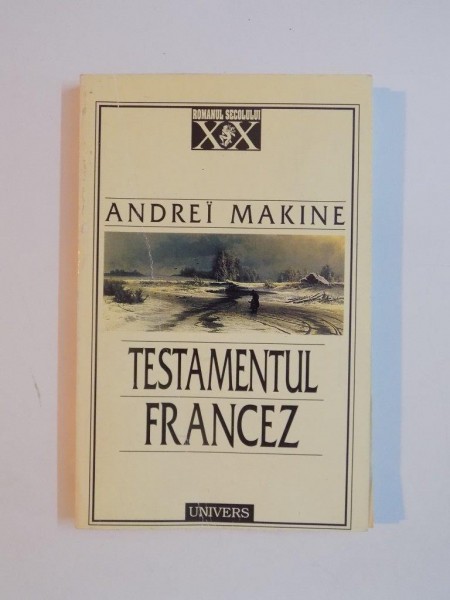 ROMANUL SECOLULUI
XX
ANDREÏ MAKINE
TESTAMENTUL
FRANCEZ
UNIVERS